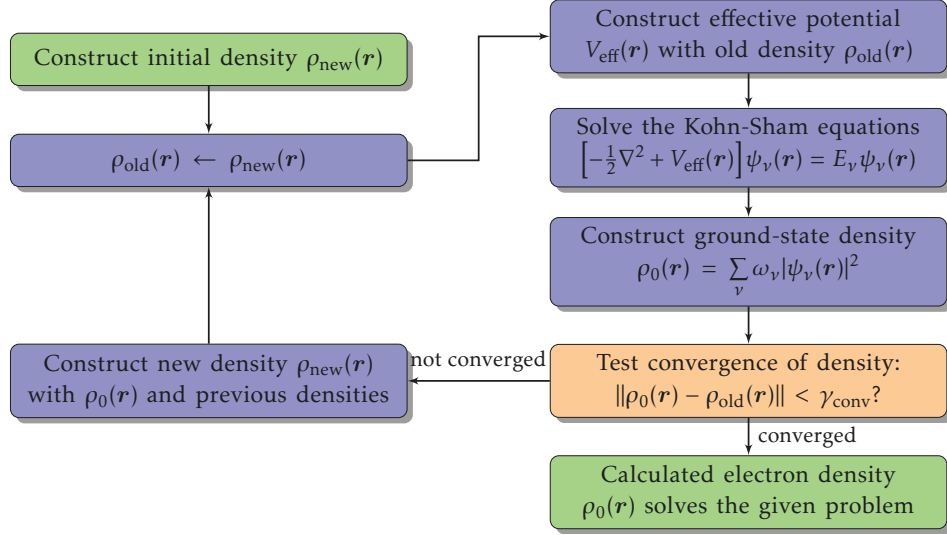 Construct initial density ρnew(r)
ρold(r) ← ρnew(r)
Construct effective potential
Veff(r) with old density ρold(r)
Solve the Kohn-Sham equations
[−½∇² + Veff(r)]ψν(r) = Eνψν(r)
Construct ground-state density
ρ0(r) = ∑ν ων|ψν(r)|²
Test convergence of density:
‖ρ0(r) − ρold(r)‖ < γconv?
not converged
Construct new density ρnew(r)
with ρ0(r) and previous densities
converged
Calculated electron density
ρ0(r) solves the given problem